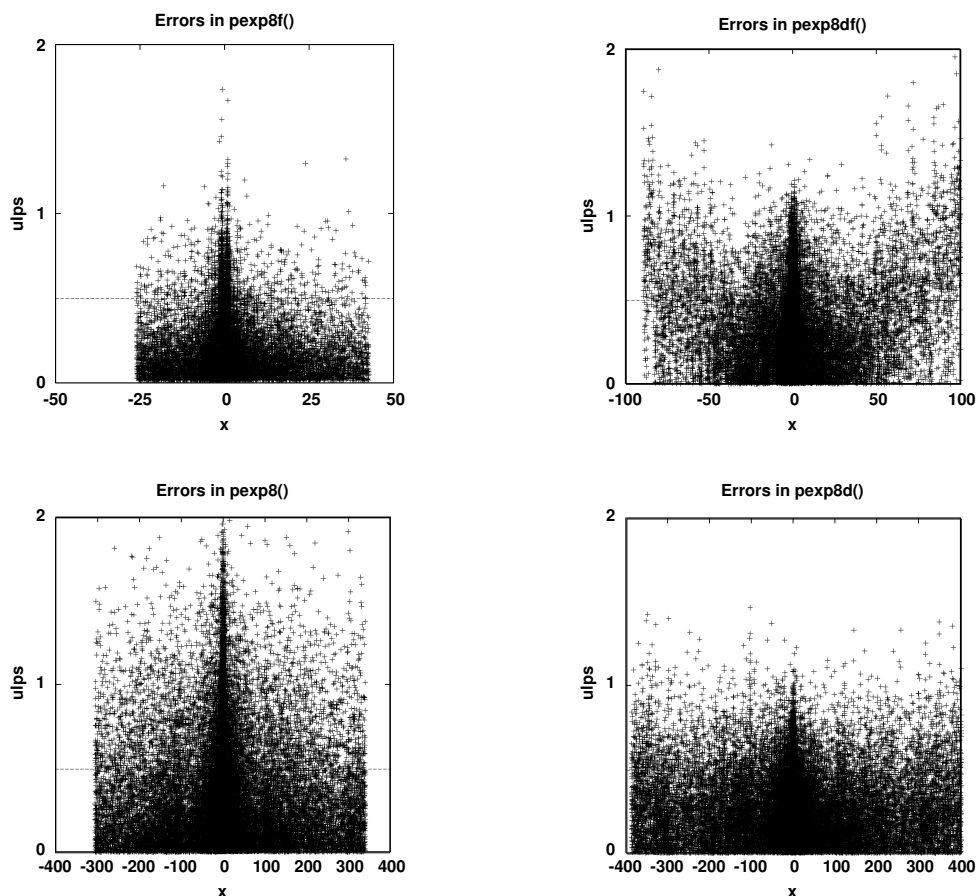 Errors in pexp8f()
2
1
0
ulps
-50
-25
0
25
50
x
Errors in pexp8df()
2
1
0
ulps
-100
-50
0
50
100
x
Errors in pexp8()
2
1
0
ulps
-400 -300 -200 -100 0 100 200 300 400
x
Errors in pexp8d()
2
1
0
ulps
-400 -300 -200 -100 0 100 200 300 400
x